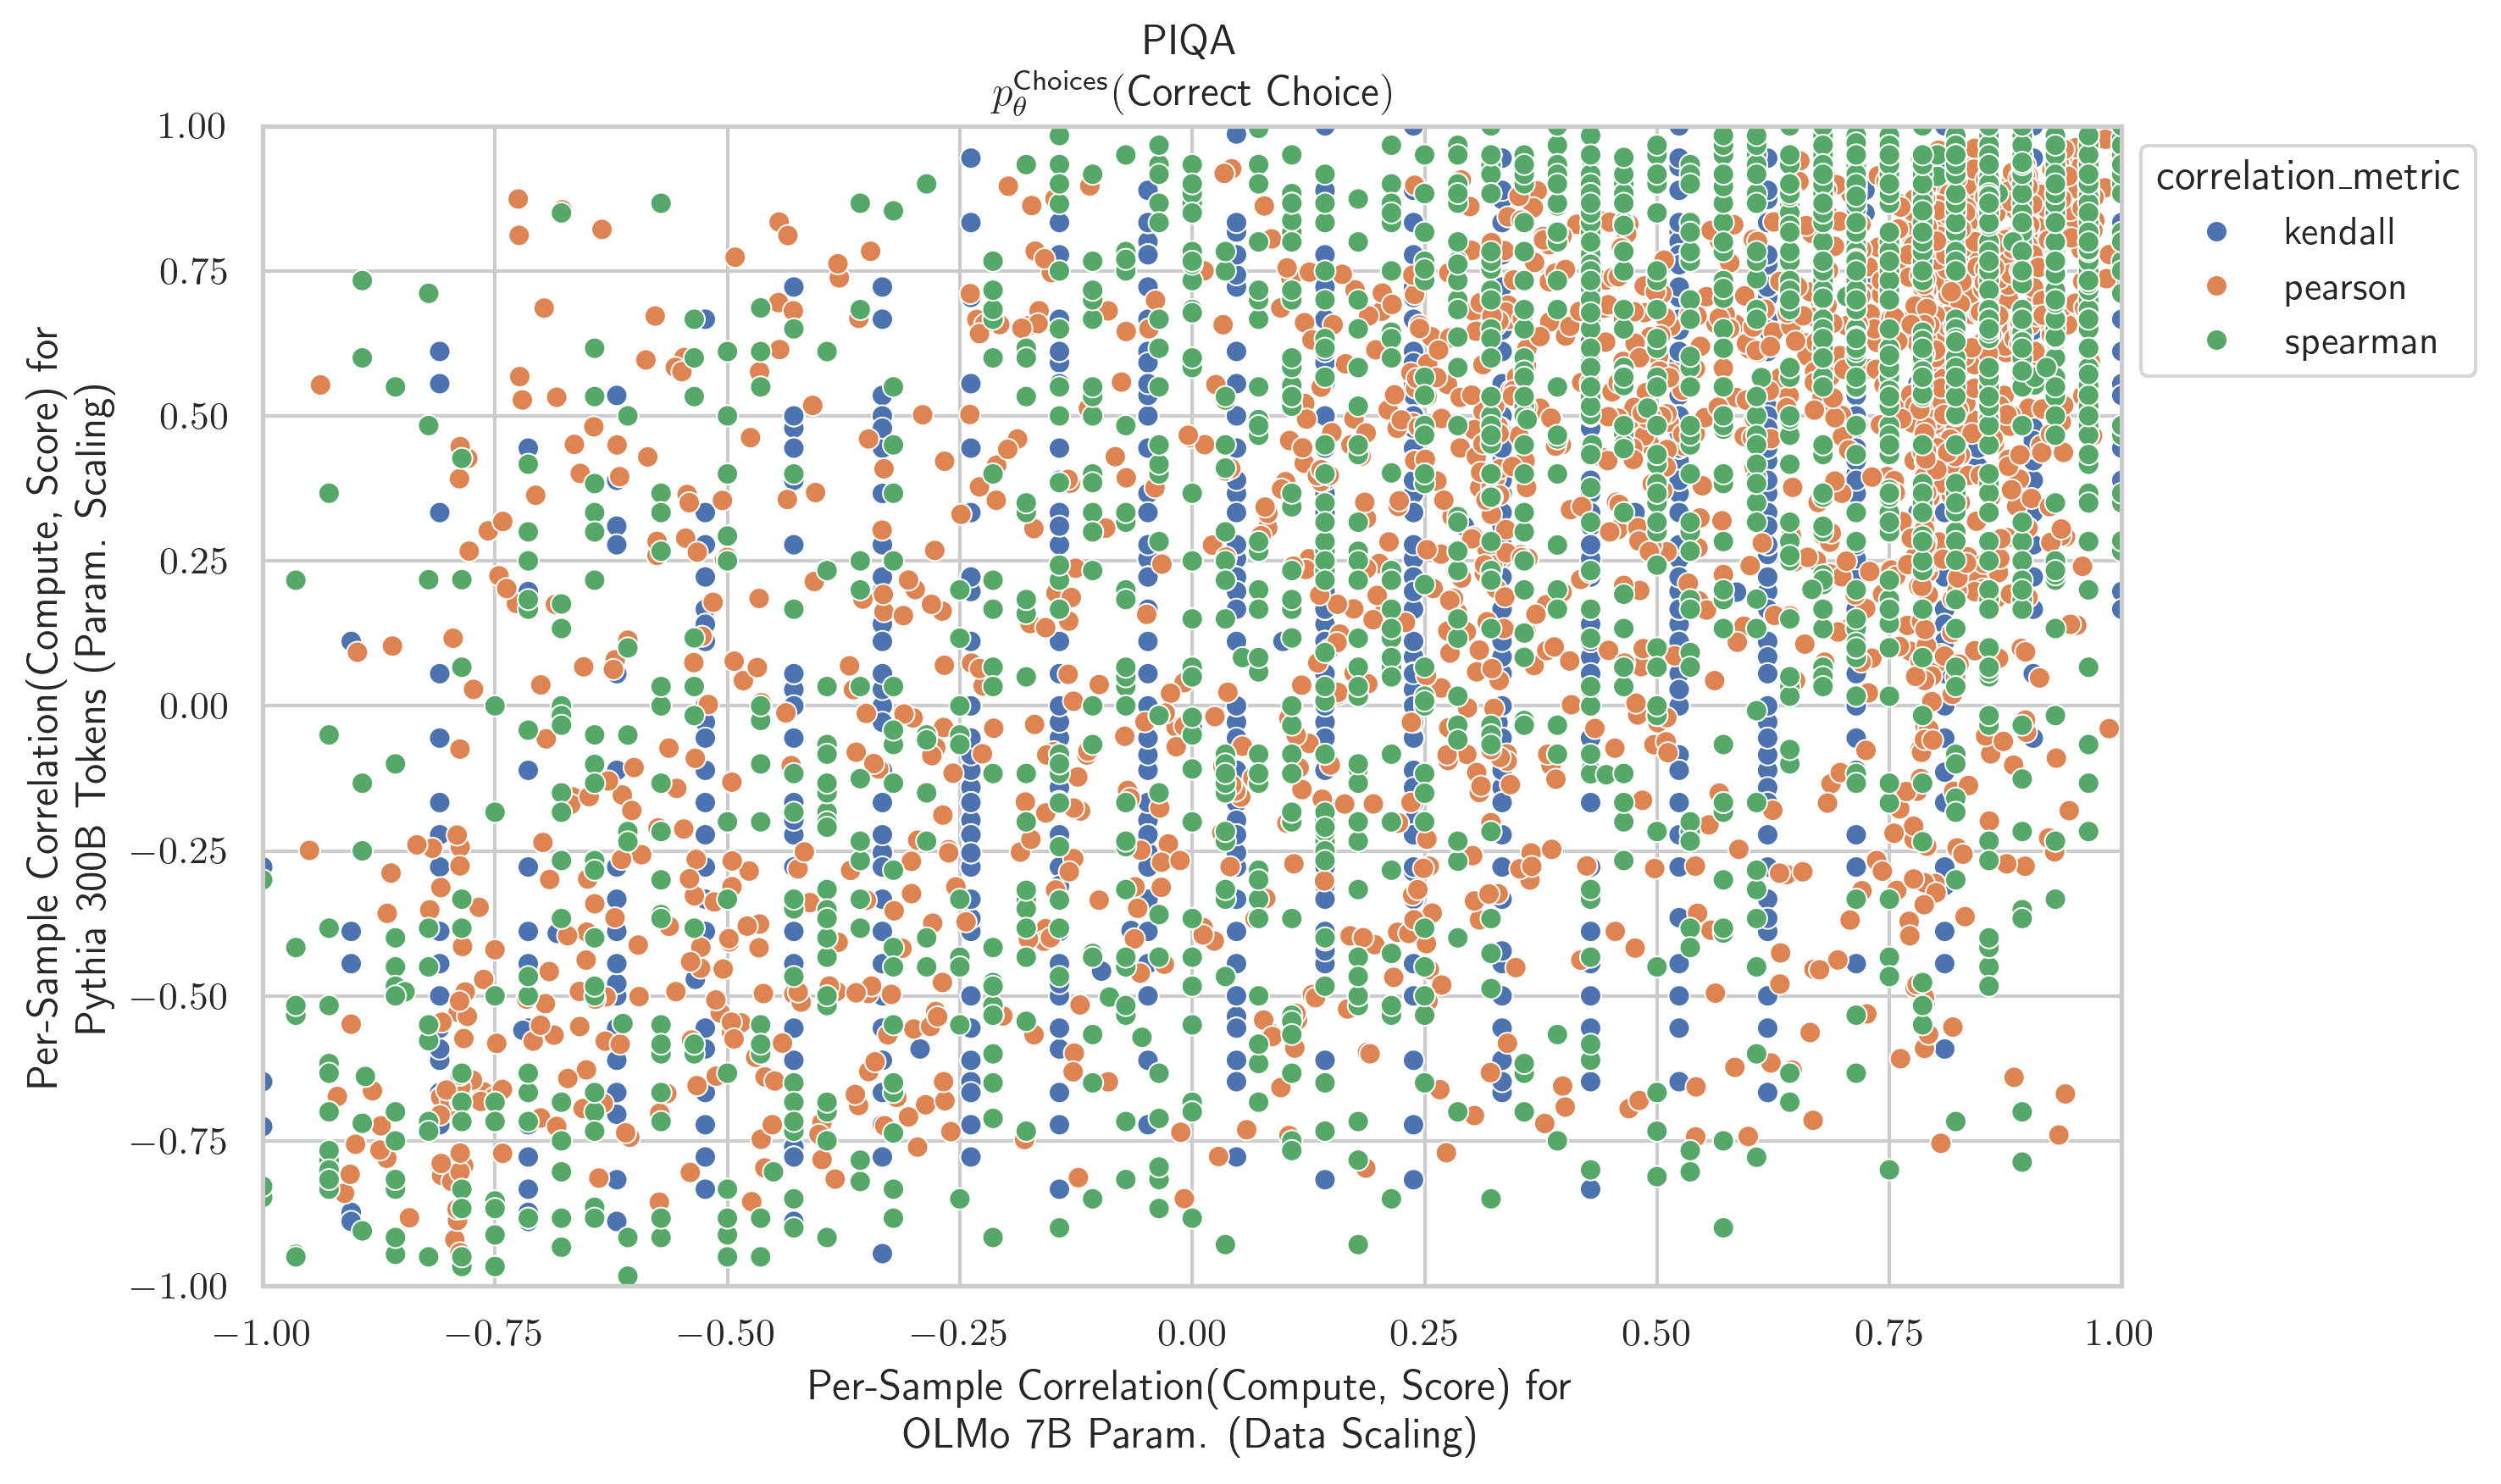 PIQA
p_θ^Choices(Correct Choice)
Per-Sample Correlation(Compute, Score) for
Pythia 300B Tokens (Param. Scaling)
1.00
0.75
0.50
0.25
0.00
−0.25
−0.50
−0.75
−1.00
−1.00 −0.75 −0.50 −0.25 0.00 0.25 0.50 0.75 1.00
Per-Sample Correlation(Compute, Score) for
OLMo 7B Param. (Data Scaling)
correlation_metric
kendall
pearson
spearman